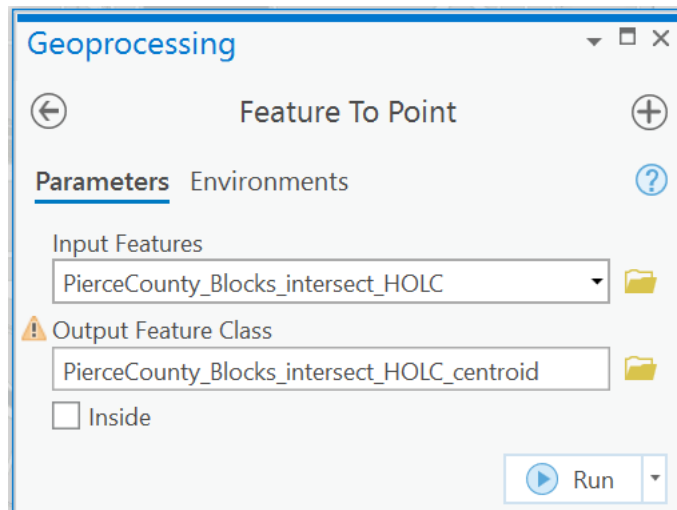 Geoprocessing
Feature To Point
Parameters Environments
Input Features
PierceCounty_Blocks_intersect_HOLC
Output Feature Class
PierceCounty_Blocks_intersect_HOLC_centroid
Inside
Run